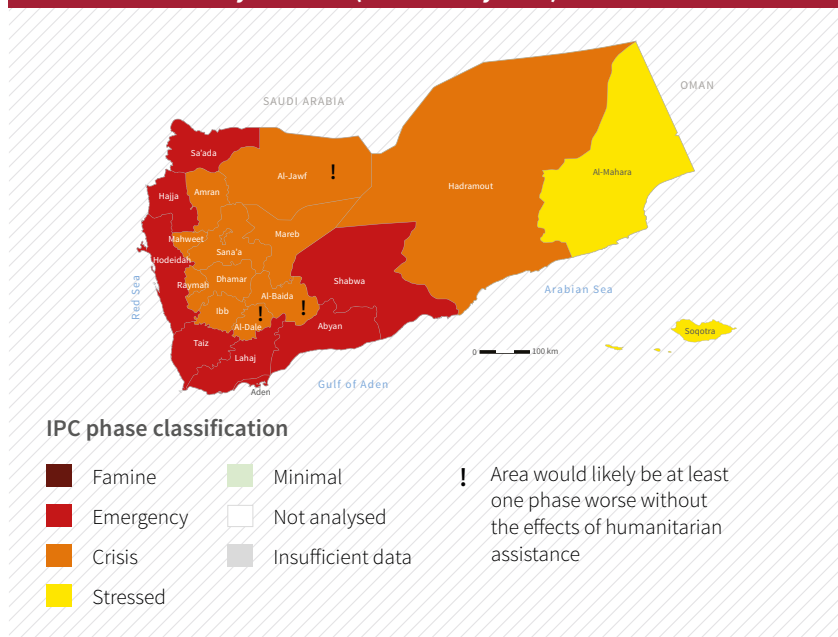 SAUDI ARABIA
OMAN
Sa'ada
Al-Jawf
!
Hadramout
Al-Mahara
Hajja
Amran
Mareb
Mahweet
Sana'a
Hodeidah
Raymah
Dhamar
Al-Baida
Shabwa
Red Sea
Arabian Sea
Ibb
!
!
Al-Dale
Abyan
Soqotra
Taiz
Lahaj
0
100 km
Aden
Gulf of Aden
IPC phase classification
Famine
Emergency
Crisis
Stressed
Minimal
Not analysed
Insufficient data
! Area would likely be at least
one phase worse without
the effects of humanitarian
assistance